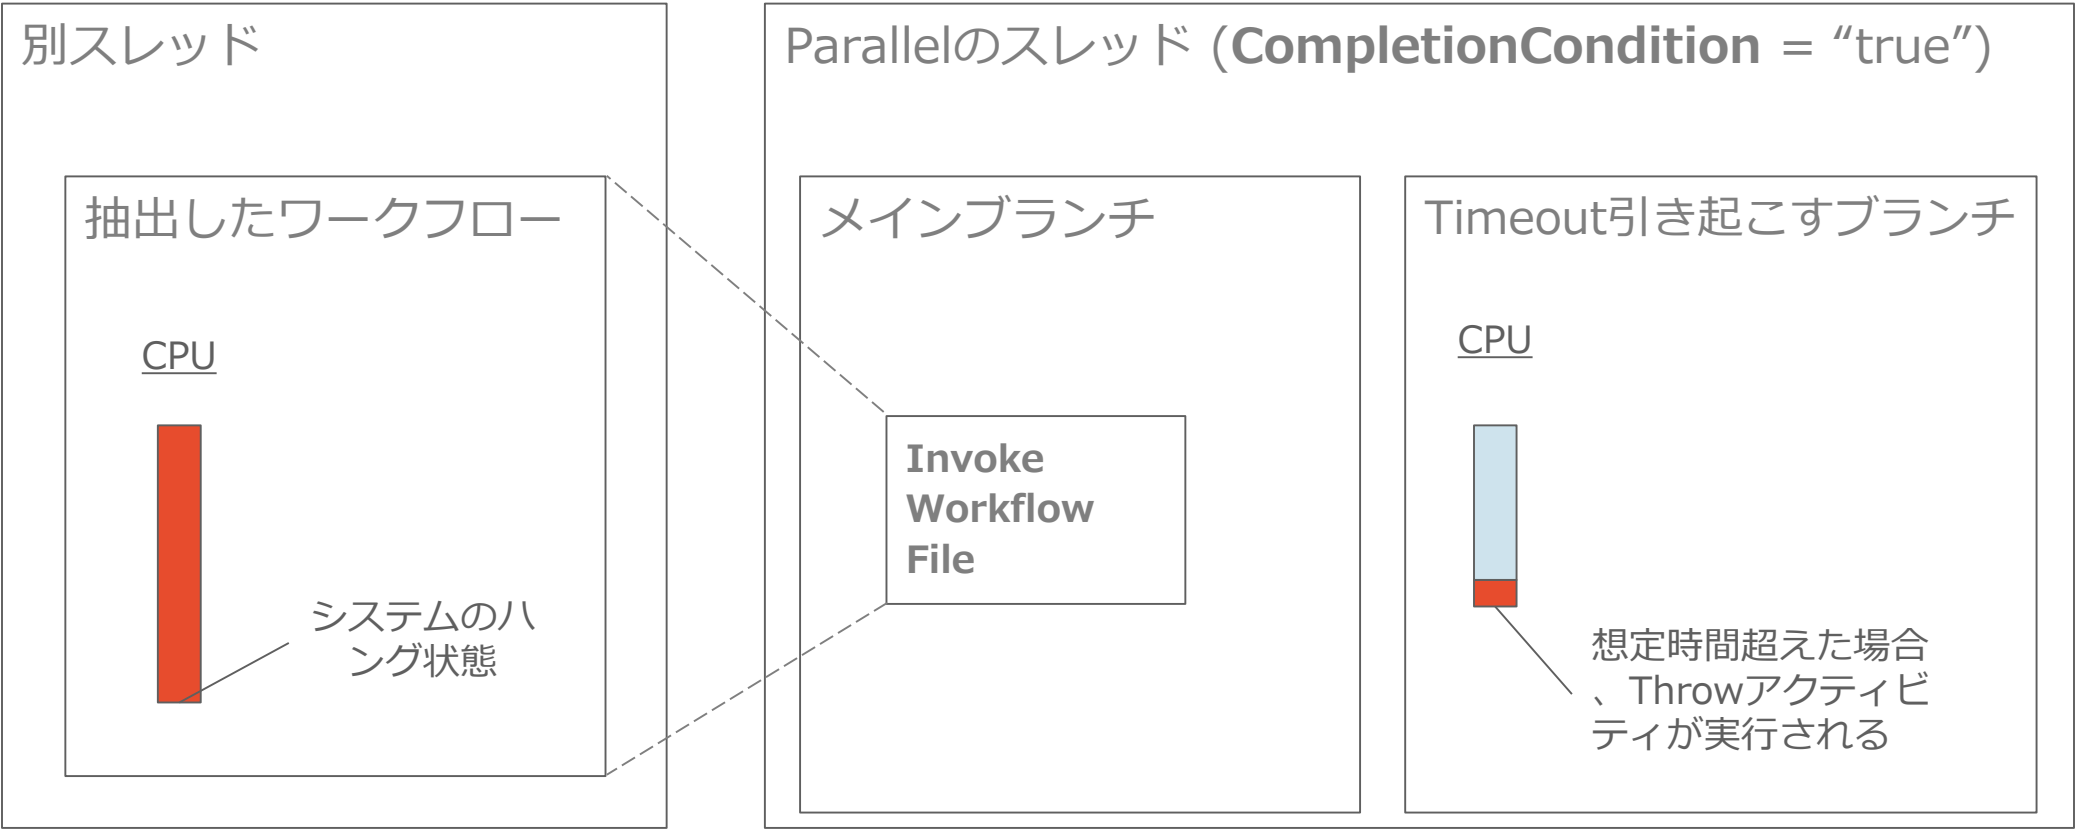 別スレッド
抽出したワークフロー
CPU
システムのハ
ング状態
Parallelのスレッド (CompletionCondition = “true”)
メインブランチ
Invoke
Workflow
File
Timeout引き起こすブランチ
CPU
想定時間超えた場合
、Throwアクティビ
ティが実行される